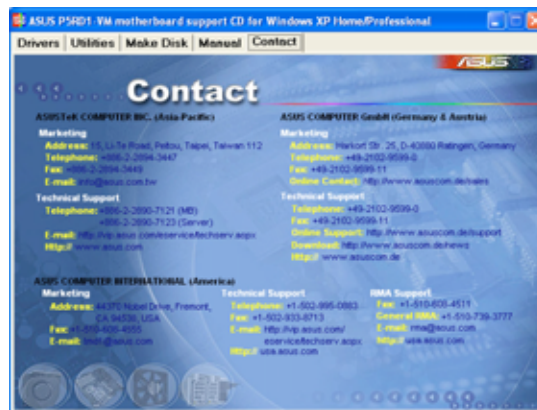 ASUS P5RD1-VM motherboard support CD for Windows XP Home/Professional
Drivers Utilities Make Disk Manual Contact
ASUS
Contact
ASUSTeK COMPUTER INC. (Asia-Pacific)
Marketing
Address: 15, Li-Te Road, Peitou, Taipei, Taiwan 112
Telephone: +886-2-2894-3447
Fax: +886-2-2894-3449
E-mail: info@asus.com.tw
Technical Support
Telephone: +886-2-2890-7121 (MB)
+886-2-2890-7123 (Server)
E-mail: http://vip.asus.com/eservice/techserv.aspx
Http:// www.asus.com
ASUS COMPUTER GmbH (Germany & Austria)
Marketing
Address: Harkort Str. 25, D-40880 Ratingen, Germany
Telephone: +49-2102-9599-0
Fax: +49-2102-9599-11
Online Contact: http://www.asuscom.de/sales
Technical Support
Telephone: +49-2102-9599-0
Fax: +49-2102-9599-11
Online Support: http://www.asuscom.de/support
Download: http://www.asuscom.de/news
Http:// www.asuscom.de
ASUS COMPUTER INTERNATIONAL (America)
Marketing
Address: 44370 Nobel Drive, Fremont,
CA 94538, USA
Fax: +1-510-608-4555
E-mail:
Technical Support
Telephone: +1-502-995-0883
Fax: +1-502-933-8713
E-mail: http://vip.asus.com/
eservice/techserv.aspx
Http:// usa.asus.com
RMA Support
Fax: +1-510-608-4511
General RMA: +1-510-739-3777
E-mail: rma@asus.com
Http:// usa.asus.com